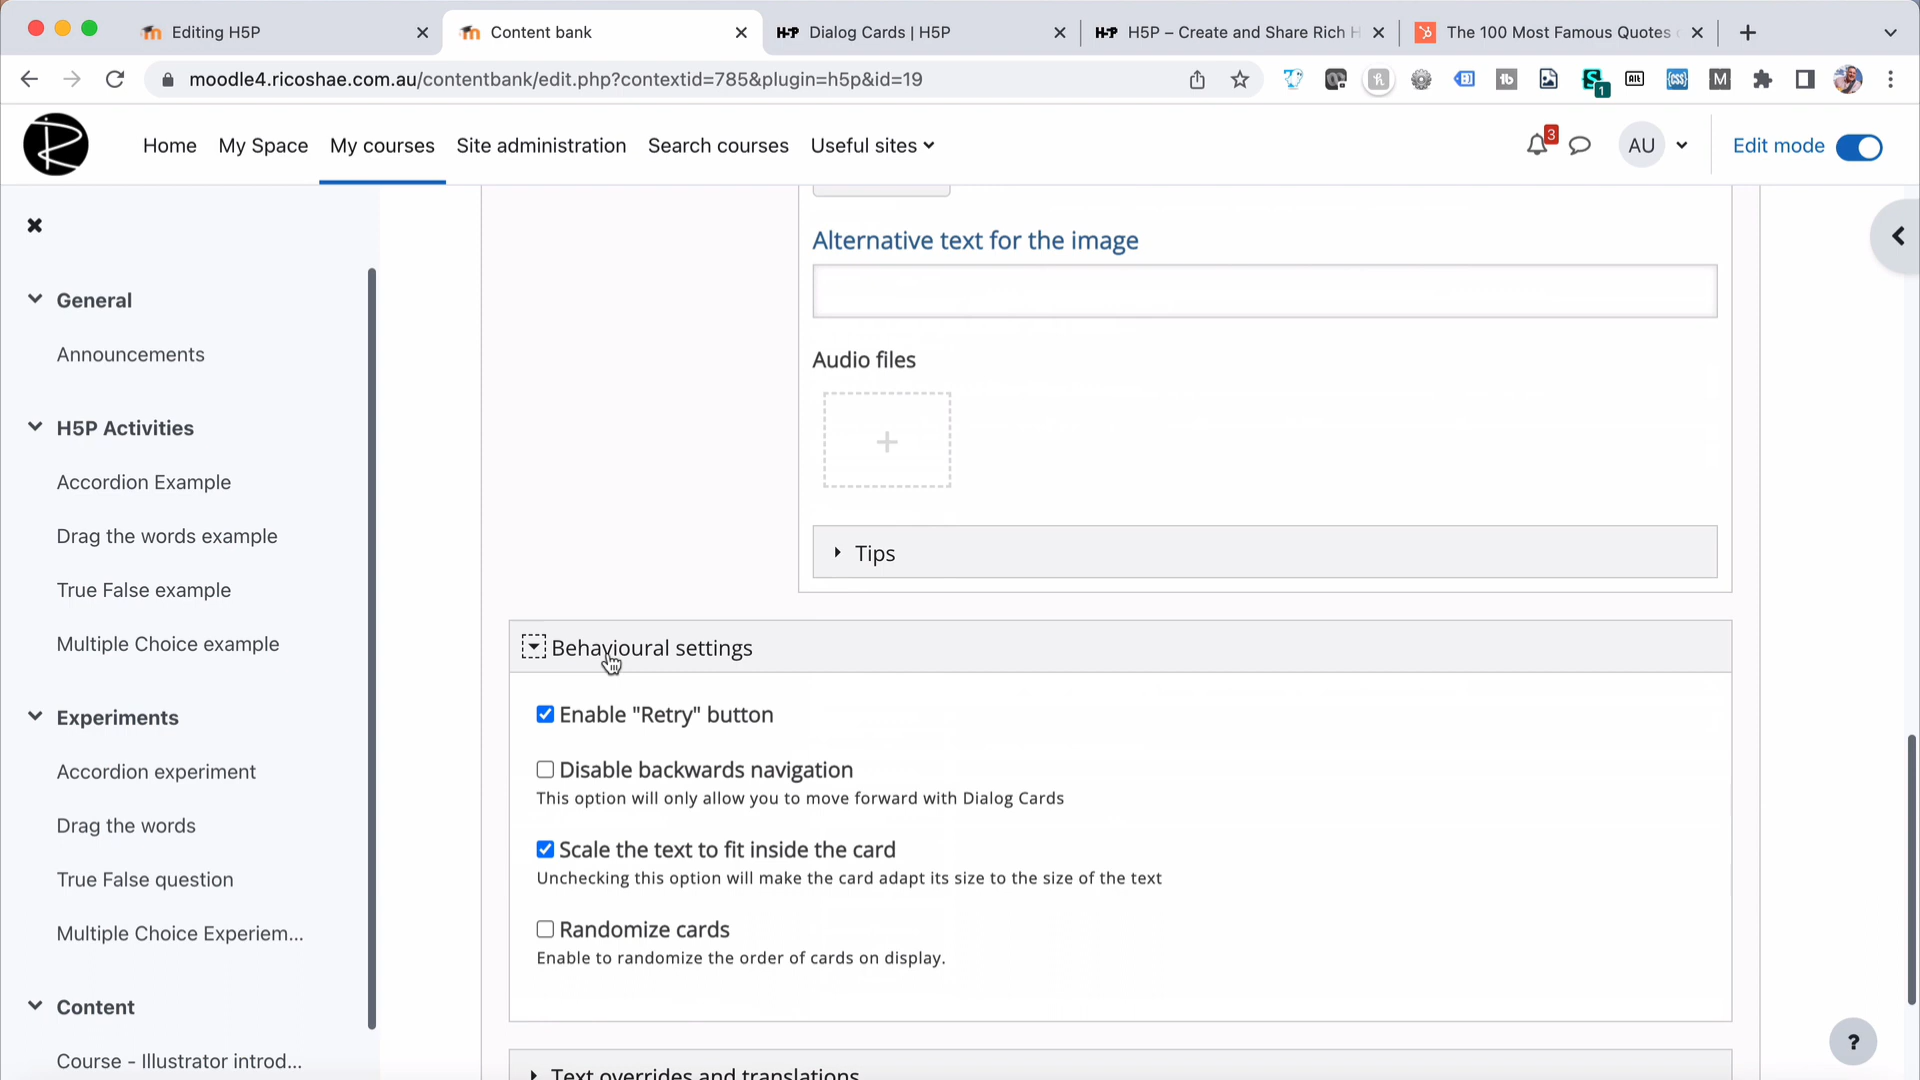 Editing H5P
Content bank
H-P Dialog Cards | H5P
H-P H5P – Create and Share Rich H
The 100 Most Famous Quotes
moodle4.ricoshae.com.au/contentbank/edit.php?contextid=785&plugin=h5p&id=19
1
Home My Space My courses Site administration Search courses Useful sites
3
AU
Edit mode
General
Announcements
H5P Activities
Accordion Example
Drag the words example
True False example
Multiple Choice example
Experiments
Accordion experiment
Drag the words
True False question
Multiple Choice Experiem...
Content
Course - Illustrator introd...
Alternative text for the image
Audio files
+
Tips
Behavioural settings
Enable "Retry" button
Disable backwards navigation
This option will only allow you to move forward with Dialog Cards
Scale the text to fit inside the card
Unchecking this option will make the card adapt its size to the size of the text
Randomize cards
Enable to randomize the order of cards on display.
Text overrides and translations
?